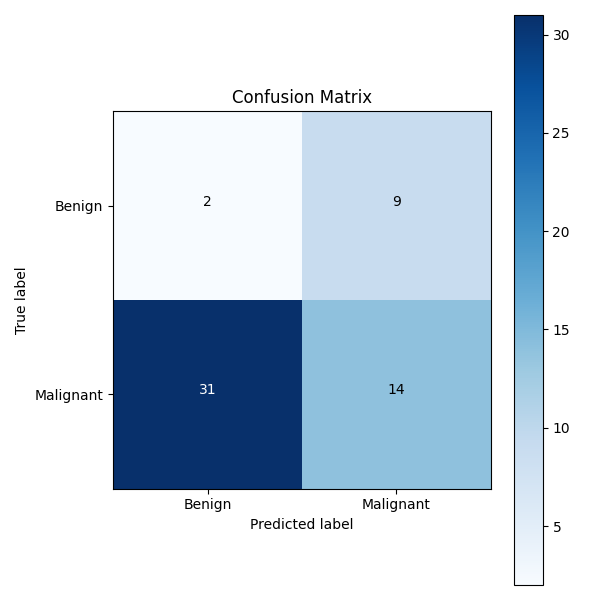 Confusion Matrix
True label
Benign
Malignant
2
9
31
14
Benign
Malignant
Predicted label
30
25
20
15
10
5